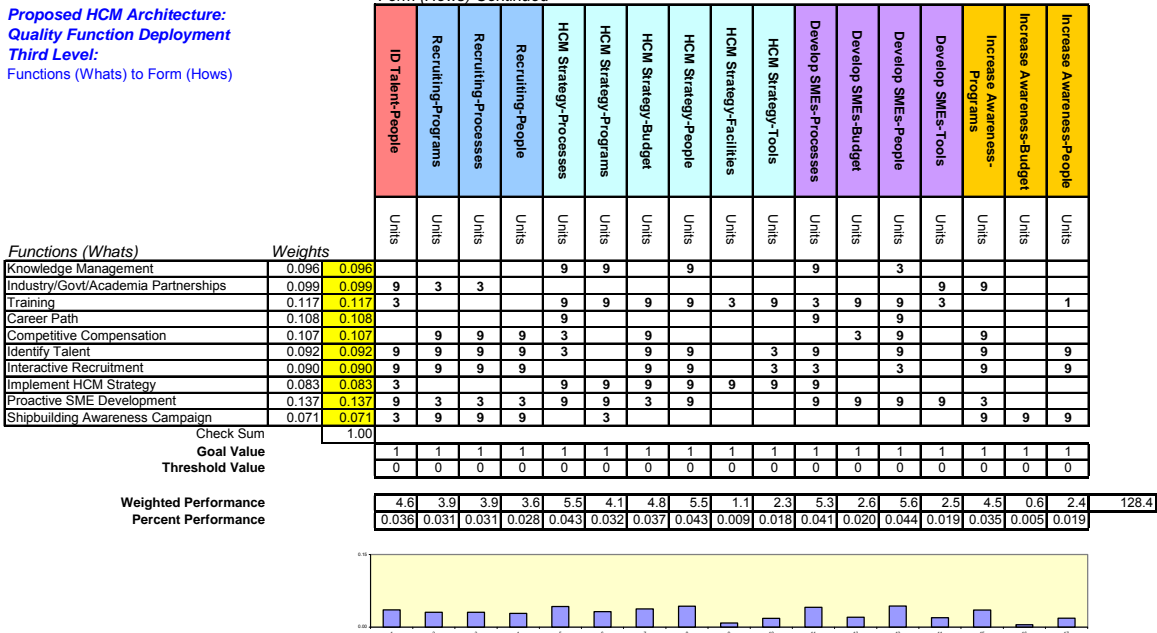 Proposed HCM Architecture:
Quality Function Deployment
Third Level:
Functions (Whats) to Form (Hows)
ID Talent-People
Recruiting-Programs
Recruiting-Processes
Recruiting-People
HCM Strategy-Processes
HCM Strategy-Programs
HCM Strategy-Budget
HCM Strategy-People
HCM Strategy-Facilities
HCM Strategy-Tools
Develop SMEs-Processes
Develop SMEs-Budget
Develop SMEs-People
Develop SMEs-Tools
Increase Awareness-
Programs
Increase Awareness-Budget
Increase Awareness-People
Units Units Units Units Units Units Units Units Units Units Units Units Units Units Units Units Units
Functions (Whats) Weights
Knowledge Management 0.096 0.096 9 9 9 9 3
Industry/Govt/Academia Partnerships 0.099 0.099 9 3 3 9 9
Training 0.117 0.117 3 9 9 9 9 3 9 3 9 9 3 1
Career Path 0.108 0.108 9 9 9
Competitive Compensation 0.107 0.107 9 9 9 3 9 3 9 9
Identify Talent 0.092 0.092 9 9 9 9 3 9 9 3 9 9 9 9
Interactive Recruitment 0.090 0.090 9 9 9 9 9 9 3 3 3 9 9
Implement HCM Strategy 0.083 0.083 3 9 9 9 9 9 9 9
Proactive SME Development 0.137 0.137 9 3 3 3 9 9 3 9 9 9 9 9 3
Shipbuilding Awareness Campaign 0.071 0.071 3 9 9 9 3 9 9 9
Check Sum 1.00
Goal Value 1 1 1 1 1 1 1 1 1 1 1 1 1 1 1 1 1
Threshold Value 0 0 0 0 0 0 0 0 0 0 0 0 0 0 0 0 0
Weighted Performance 4.6 3.9 3.9 3.6 5.5 4.1 4.8 5.5 1.1 2.3 5.3 2.6 5.6 2.5 4.5 0.6 2.4 128.4
Percent Performance 0.036 0.031 0.031 0.028 0.043 0.032 0.037 0.043 0.009 0.018 0.041 0.020 0.044 0.019 0.035 0.005 0.019
0.15
0.00